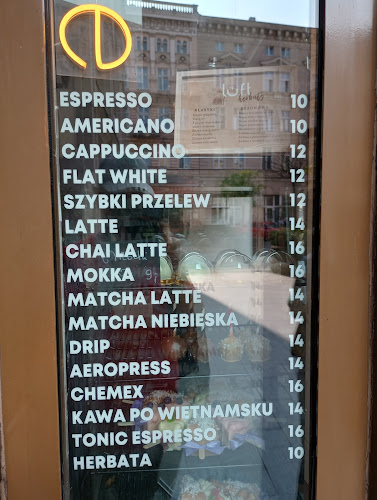 ESPRESSO 10
AMERICANO 10
CAPPUCCINO 12
FLAT WHITE 12
SZYBKI PRZELEW 12
LATTE 14
CHAI LATTE 16
MOKKA 16
MATCHA LATTE 14
MATCHA NIEBIESKA 14
DRIP 14
AEROPRESS 14
CHEMEX 16
KAWA PO WIETNAMSKU 14
TONIC ESPRESSO 16
HERBATA 10